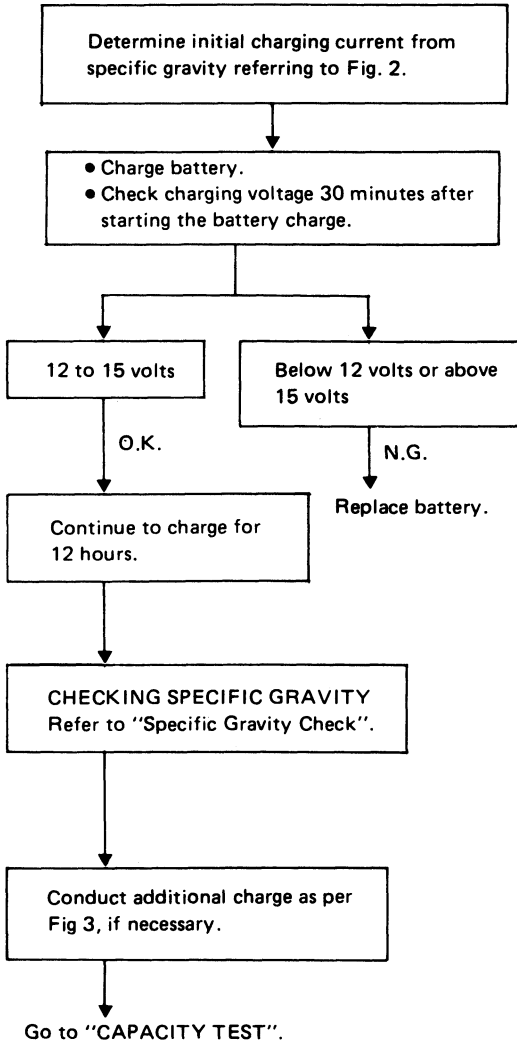 Determine initial charging current from
specific gravity referring to Fig. 2.
● Charge battery.
● Check charging voltage 30 minutes after
starting the battery charge.
12 to 15 volts
Below 12 volts or above
15 volts
O.K.
N.G.
Replace battery.
Continue to charge for
12 hours.
CHECKING SPECIFIC GRAVITY
Refer to "Specific Gravity Check".
Conduct additional charge as per
Fig 3, if necessary.
Go to "CAPACITY TEST".